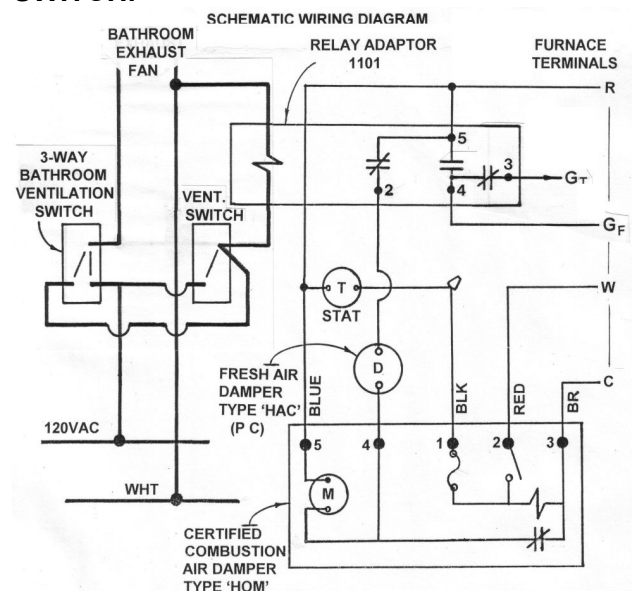 SCHEMATIC WIRING DIAGRAM
BATHROOM
EXHAUST
FAN
RELAY ADAPTOR
1101
FURNACE
TERMINALS
R
3-WAY
BATHROOM
VENTILATION
SWITCH
VENT.
SWITCH
5
3
2
4
GT
GF
W
T
STAT
FRESH AIR
DAMPER
TYPE 'HAC'
(P C)
D
BLUE
BLK
RED
BR
C
120VAC
5
4
1
2
3
M
WHT
CERTIFIED
COMBUSTION
AIR DAMPER
TYPE 'HOM'